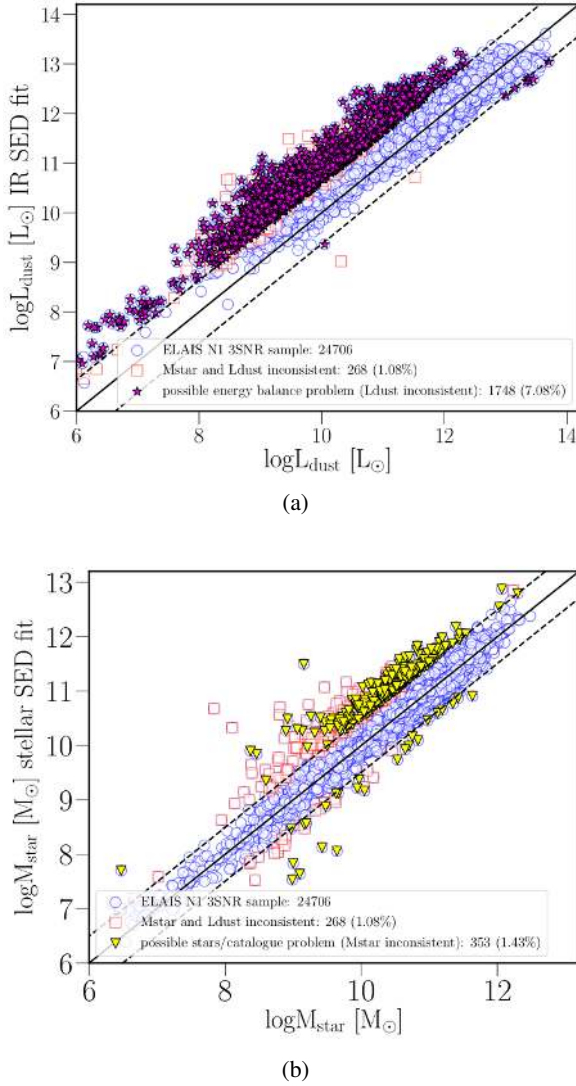 14
13
12
11
10
9
8
7
6
logLdust [L⊙] IR SED fit
ELAIS N1 3SNR sample: 24706
Mstar and Ldust inconsistent: 268 (1.08%)
possible energy balance problem (Ldust inconsistent): 1748 (7.08%)
6 8 10 12 14
logLdust [L⊙]
(a)
13
12
11
10
9
8
7
6
logMstar [M⊙] stellar SED fit
ELAIS N1 3SNR sample: 24706
Mstar and Ldust inconsistent: 268 (1.08%)
possible stars/catalogue problem (Mstar inconsistent): 353 (1.43%)
6 8 10 12
logMstar [M⊙]
(b)